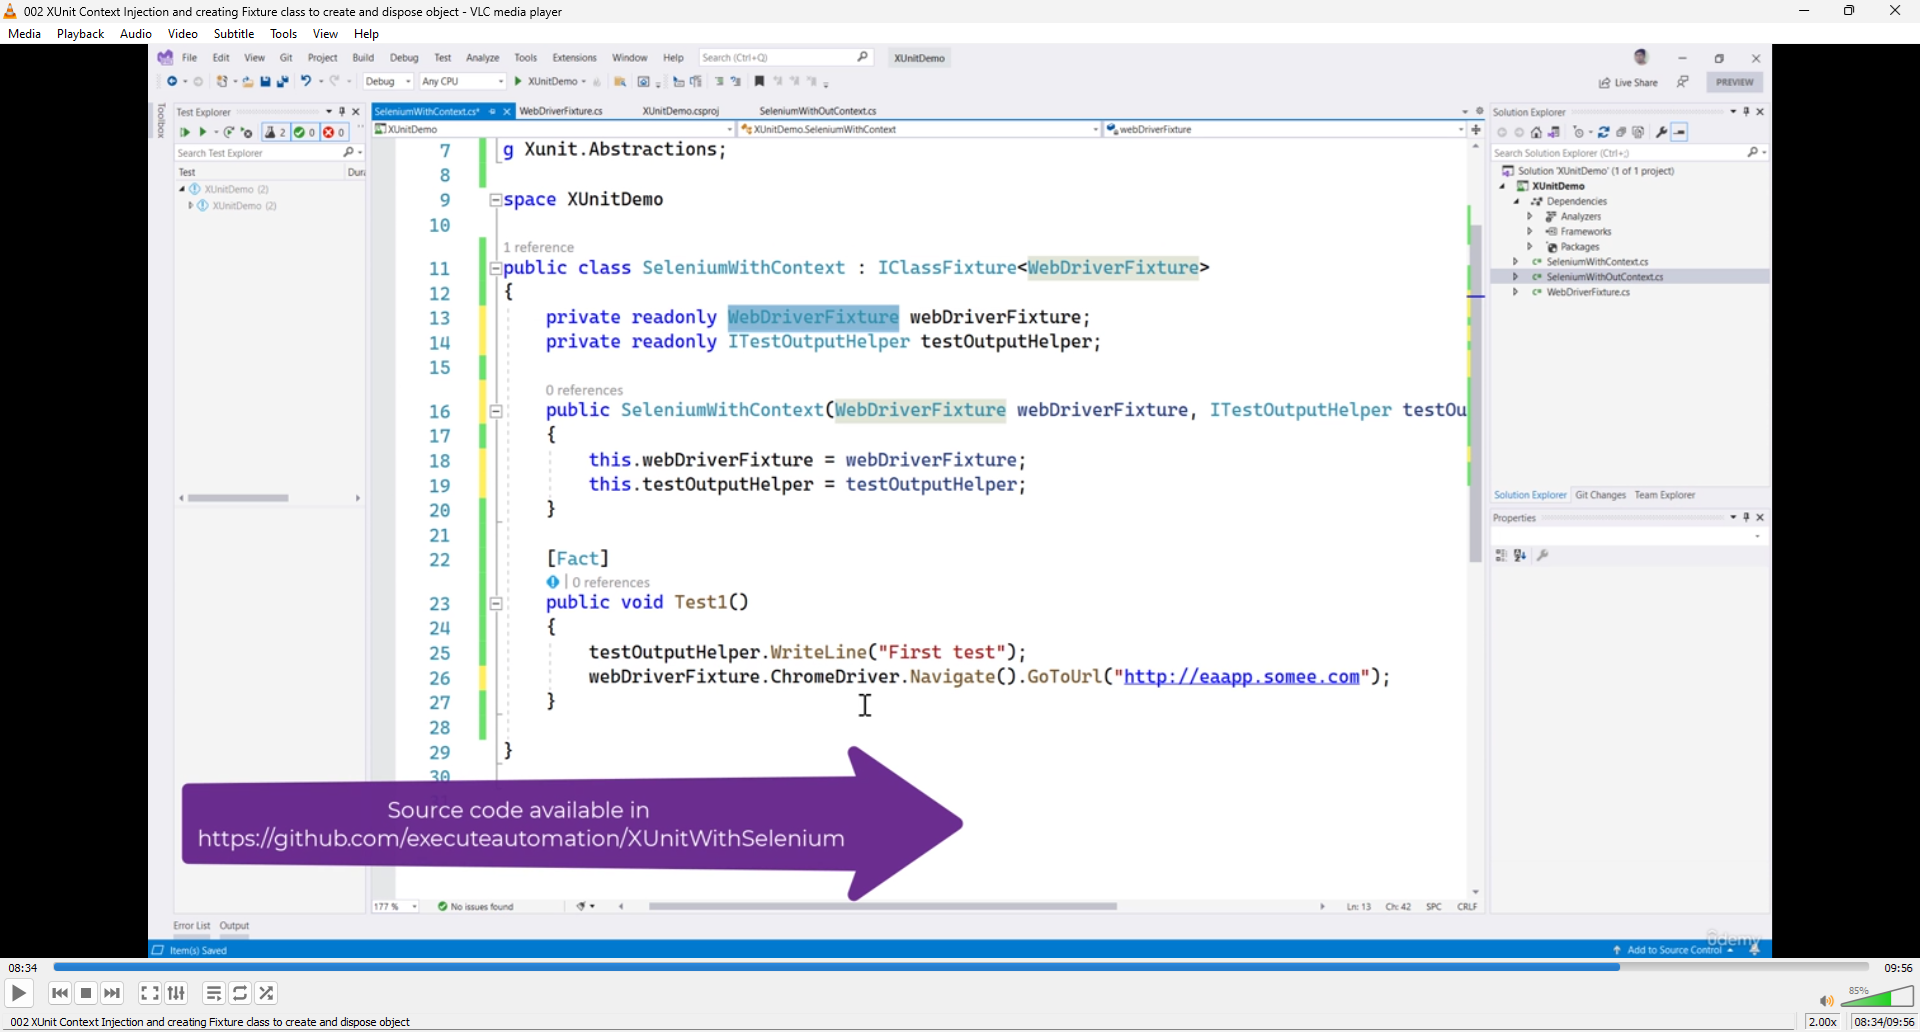 002 XUnit Context Injection and creating Fixture class to create and dispose object - VLC media player
Media Playback Audio Video Subtitle Tools View Help
File Edit View Git Project Build Debug Test Analyze Tools Extensions Window Help Search (Ctrl+Q) XUnitDemo
Debug Any CPU XUnitDemo Live Share PREVIEW
Toolbox
Test Explorer
2 0 0
Search Test Explorer
Test Dura
XUnitDemo (2)
XUnitDemo (2)
SeleniumWithContext.cs* WebDriverFixture.cs XUnitDemo.csproj SeleniumWithOutContext.cs
XUnitDemo XUnitDemo.SeleniumWithContext webDriverFixture
7 g Xunit.Abstractions;
8
9 space XUnitDemo
10
1 reference
11 public class SeleniumWithContext : IClassFixture<WebDriverFixture>
12 {
13 private readonly WebDriverFixture webDriverFixture;
14 private readonly ITestOutputHelper testOutputHelper;
15
0 references
16 public SeleniumWithContext(WebDriverFixture webDriverFixture, ITestOutputHelper testOu
17 {
18 this.webDriverFixture = webDriverFixture;
19 this.testOutputHelper = testOutputHelper;
20 }
21
22 [Fact]
0 references
23 public void Test1()
24 {
25 testOutputHelper.WriteLine("First test");
26 webDriverFixture.ChromeDriver.Navigate().GoToUrl("http://eaapp.somee.com");
27 }
28
29 }
30
Source code available in
https://github.com/executeautomation/XUnitWithSelenium
177 % No issues found Ln: 13 Ch: 42 SPC CRLF
Solution Explorer
Search Solution Explorer (Ctrl+;)
Solution 'XUnitDemo' (1 of 1 project)
XUnitDemo
Dependencies
Analyzers
Frameworks
Packages
SeleniumWithContext.cs
SeleniumWithOutContext.cs
WebDriverFixture.cs
Solution Explorer Git Changes Team Explorer
Properties
Error List Output
Item(s) Saved Add to Source Control
udemy
08:34 09:56
85%
002 XUnit Context Injection and creating Fixture class to create and dispose object 2.00x 08:34/09:56